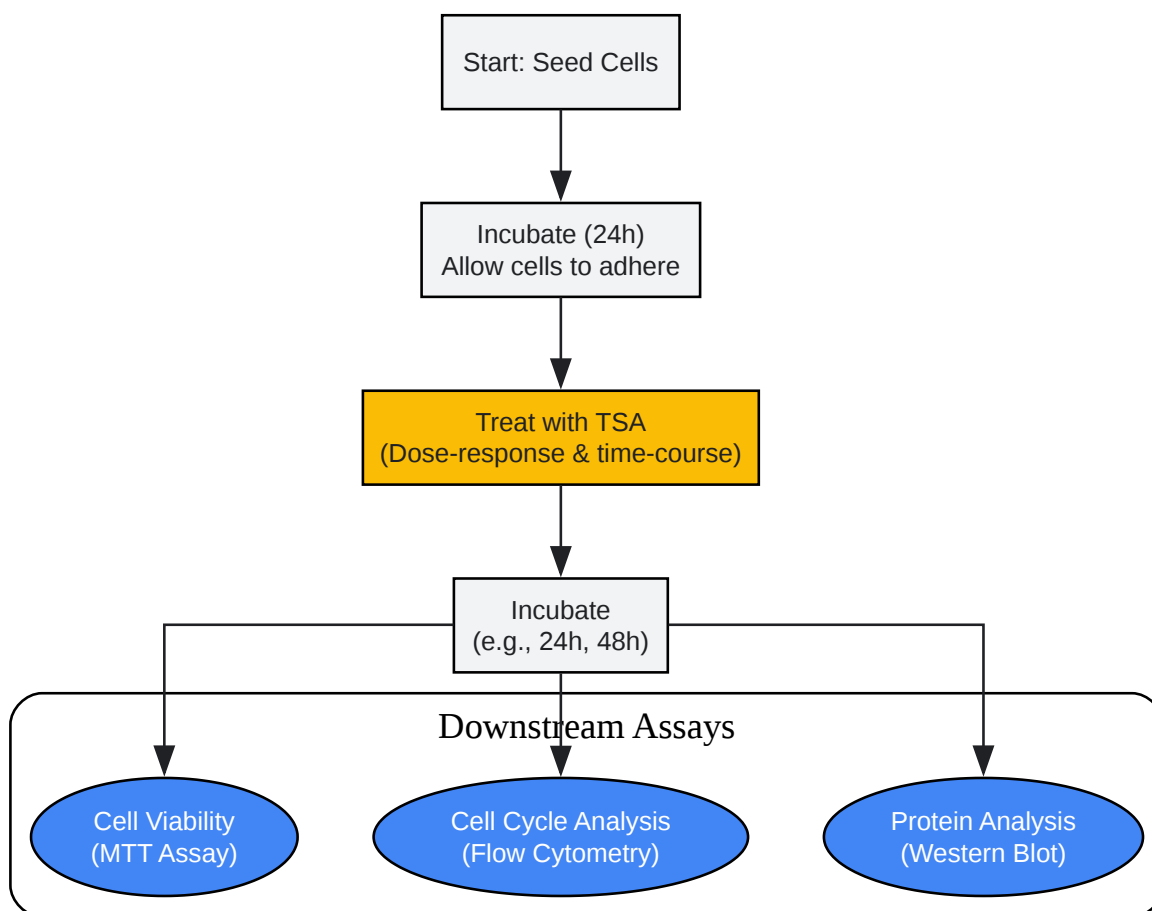 Start: Seed Cells
Incubate (24h)
Allow cells to adhere
Treat with TSA
(Dose-response & time-course)
Incubate
(e.g., 24h, 48h)
Downstream Assays
Cell Viability
(MTT Assay)
Cell Cycle Analysis
(Flow Cytometry)
Protein Analysis
(Western Blot)